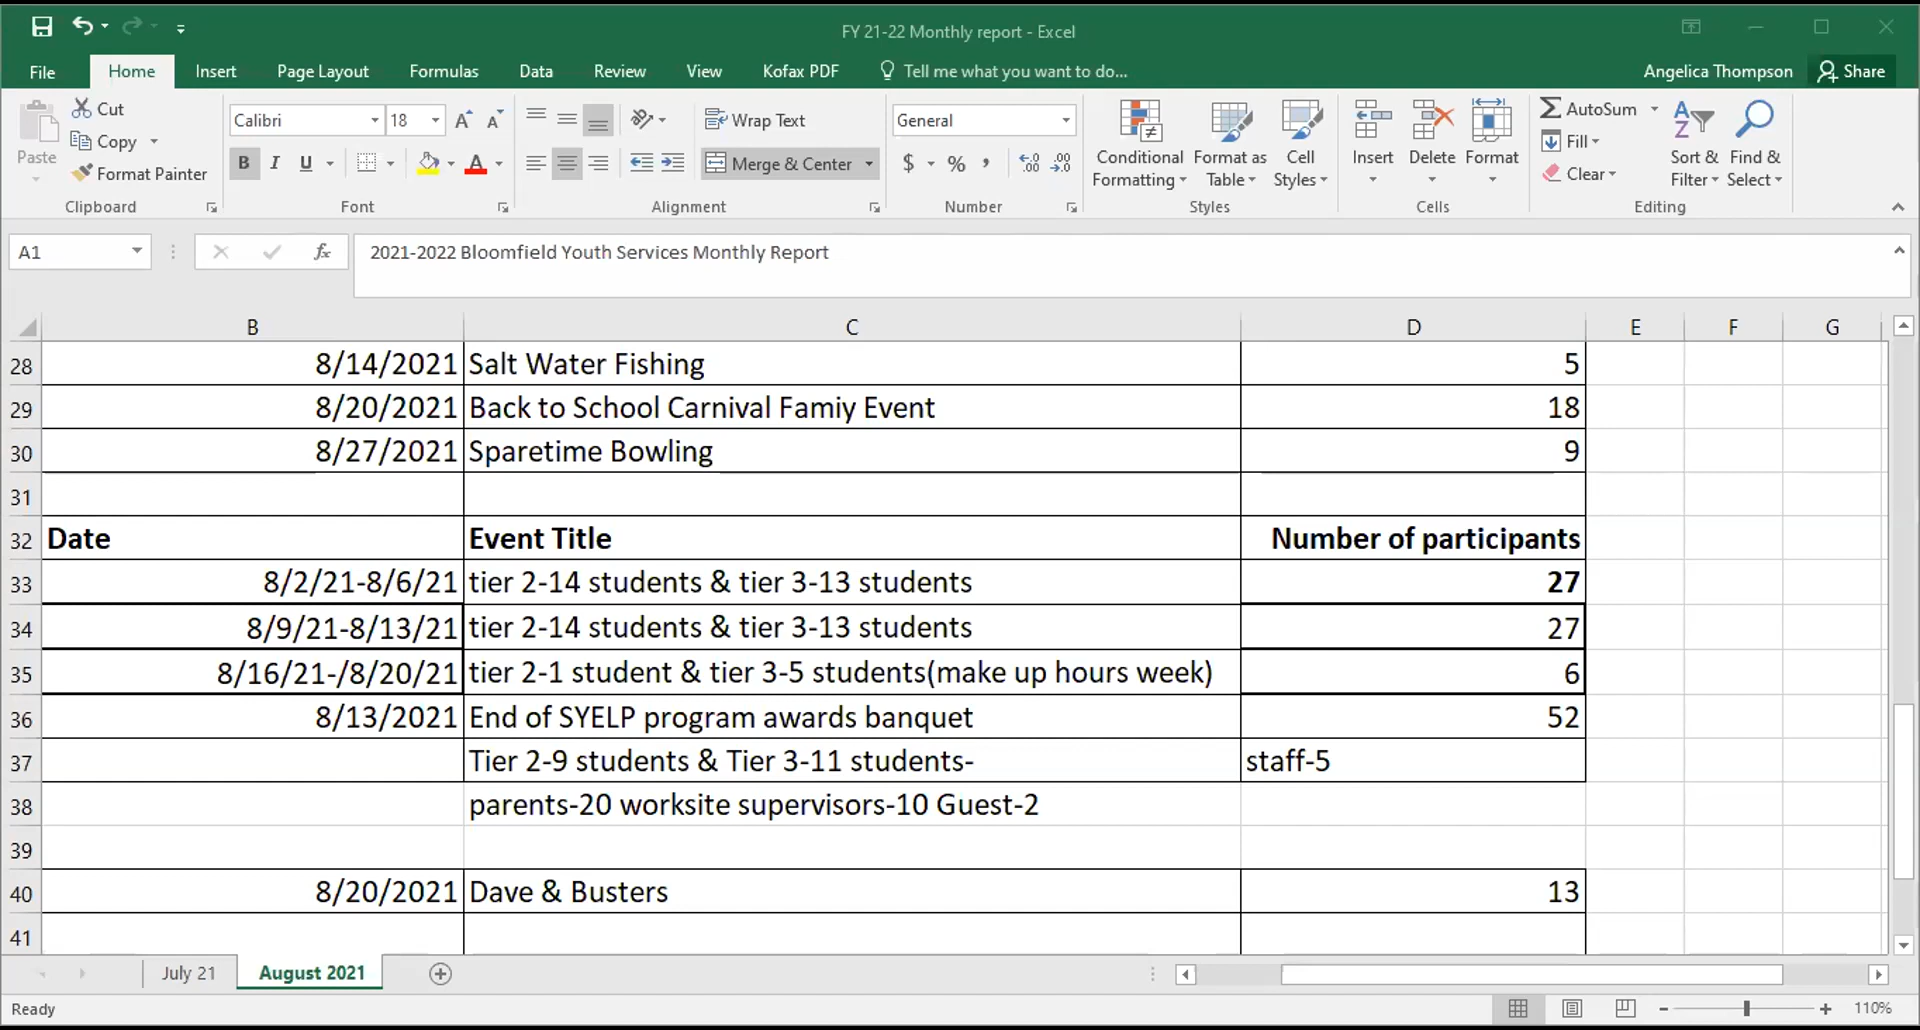 FY 21-22 Monthly report - Excel
File Home Insert Page Layout Formulas Data Review View Kofax PDF Tell me what you want to do... Angelica Thompson Share
Paste
Cut
Copy
Format Painter
Clipboard
Calibri 18
B I U
Font
Wrap Text
Merge & Center
Alignment
General
$ % ,
Number
Conditional Formatting
Format as Table
Cell Styles
Styles
Insert Delete Format
Cells
AutoSum
Fill
Clear
Sort & Filter
Find & Select
Editing
A1 fx 2021-2022 Bloomfield Youth Services Monthly Report
B C D E F G
28 8/14/2021 Salt Water Fishing 5
29 8/20/2021 Back to School Carnival Famiy Event 18
30 8/27/2021 Sparetime Bowling 9
31
32 Date Event Title Number of participants
33 8/2/21-8/6/21 tier 2-14 students & tier 3-13 students 27
34 8/9/21-8/13/21 tier 2-14 students & tier 3-13 students 27
35 8/16/21-/8/20/21 tier 2-1 student & tier 3-5 students(make up hours week) 6
36 8/13/2021 End of SYELP program awards banquet 52
37 Tier 2-9 students & Tier 3-11 students- staff-5
38 parents-20 worksite supervisors-10 Guest-2
39
40 8/20/2021 Dave & Busters 13
41
July 21 August 2021
Ready 110%